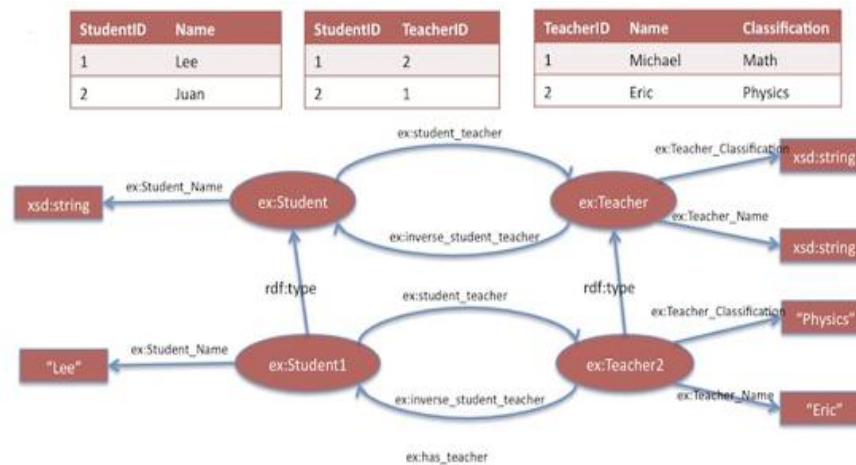 StudentID Name
1 Lee
2 Juan
StudentID TeacherID
1 2
2 1
TeacherID Name Classification
1 Michael Math
2 Eric Physics
ex:student_teacher
ex:Teacher_Classification
xsd:string
ex:Student_Name
xsd:string
ex:Student
ex:Teacher
ex:Teacher_Name
ex:inverse_student_teacher
xsd:string
rdf:type
rdf:type
ex:student_teacher
ex:Teacher_Classification
"Physics"
ex:Student_Name
"Lee"
ex:Student1
ex:Teacher2
ex:Teacher_Name
ex:inverse_student_teacher
"Eric"
ex:has_teacher